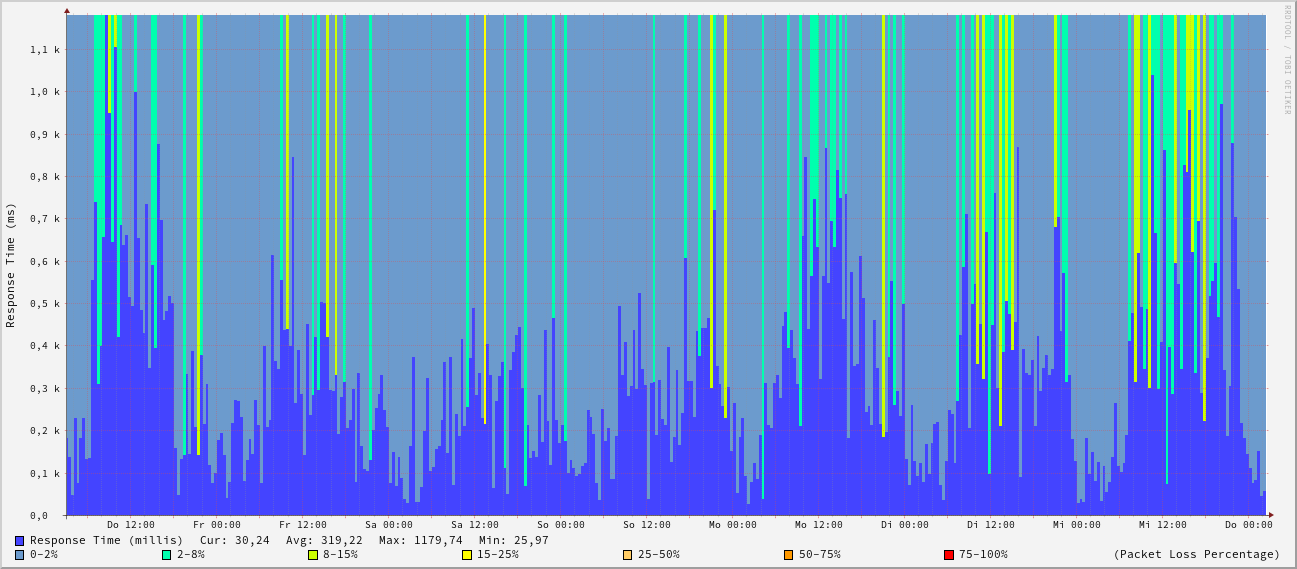 RRDTOOL / TOBI OETIKER
Response Time (ms)
1,1 k
1,0 k
0,9 k
0,8 k
0,7 k
0,6 k
0,5 k
0,4 k
0,3 k
0,2 k
0,1 k
0,0
Do 12:00 Fr 00:00 Fr 12:00 Sa 00:00 Sa 12:00 So 00:00 So 12:00 Mo 00:00 Mo 12:00 Di 00:00 Di 12:00 Mi 00:00 Mi 12:00 Do 00:00
Response Time (millis) Cur: 30,24 Avg: 319,22 Max: 1179,74 Min: 25,97
0-2% 2-8% 8-15% 15-25% 25-50% 50-75% 75-100% (Packet Loss Percentage)